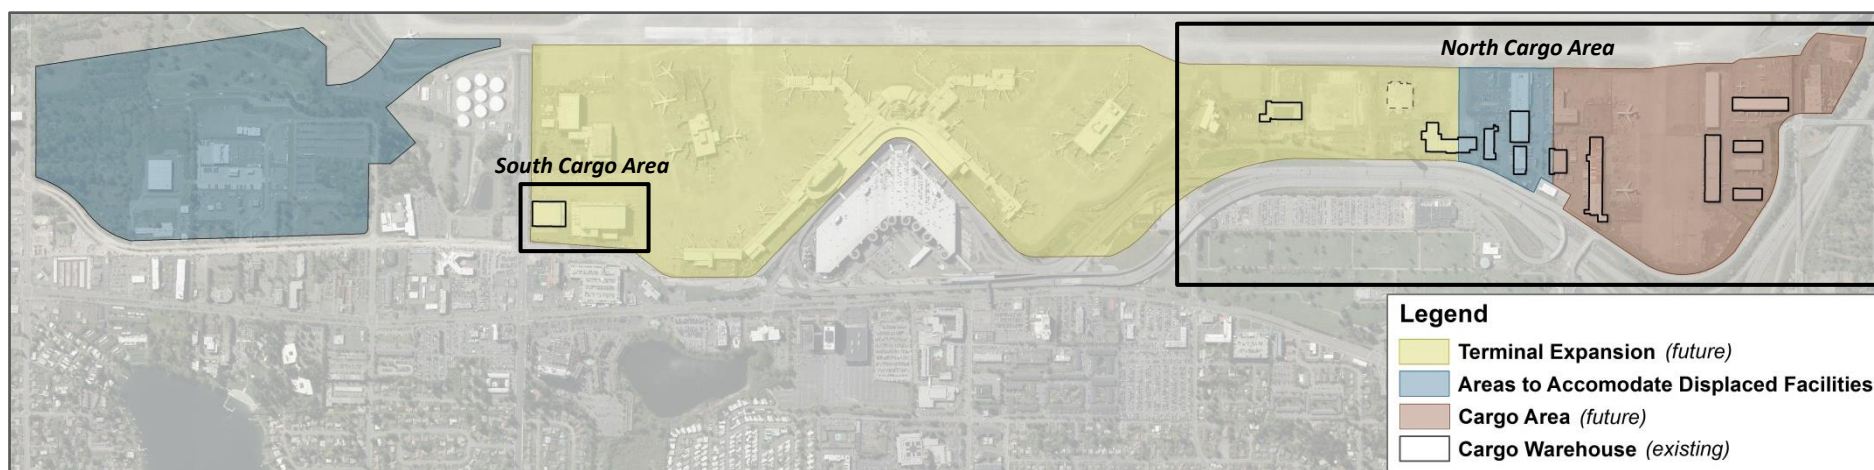 North Cargo Area
South Cargo Area
Legend
Terminal Expansion (future)
Areas to Accomodate Displaced Facilities
Cargo Area (future)
Cargo Warehouse (existing)